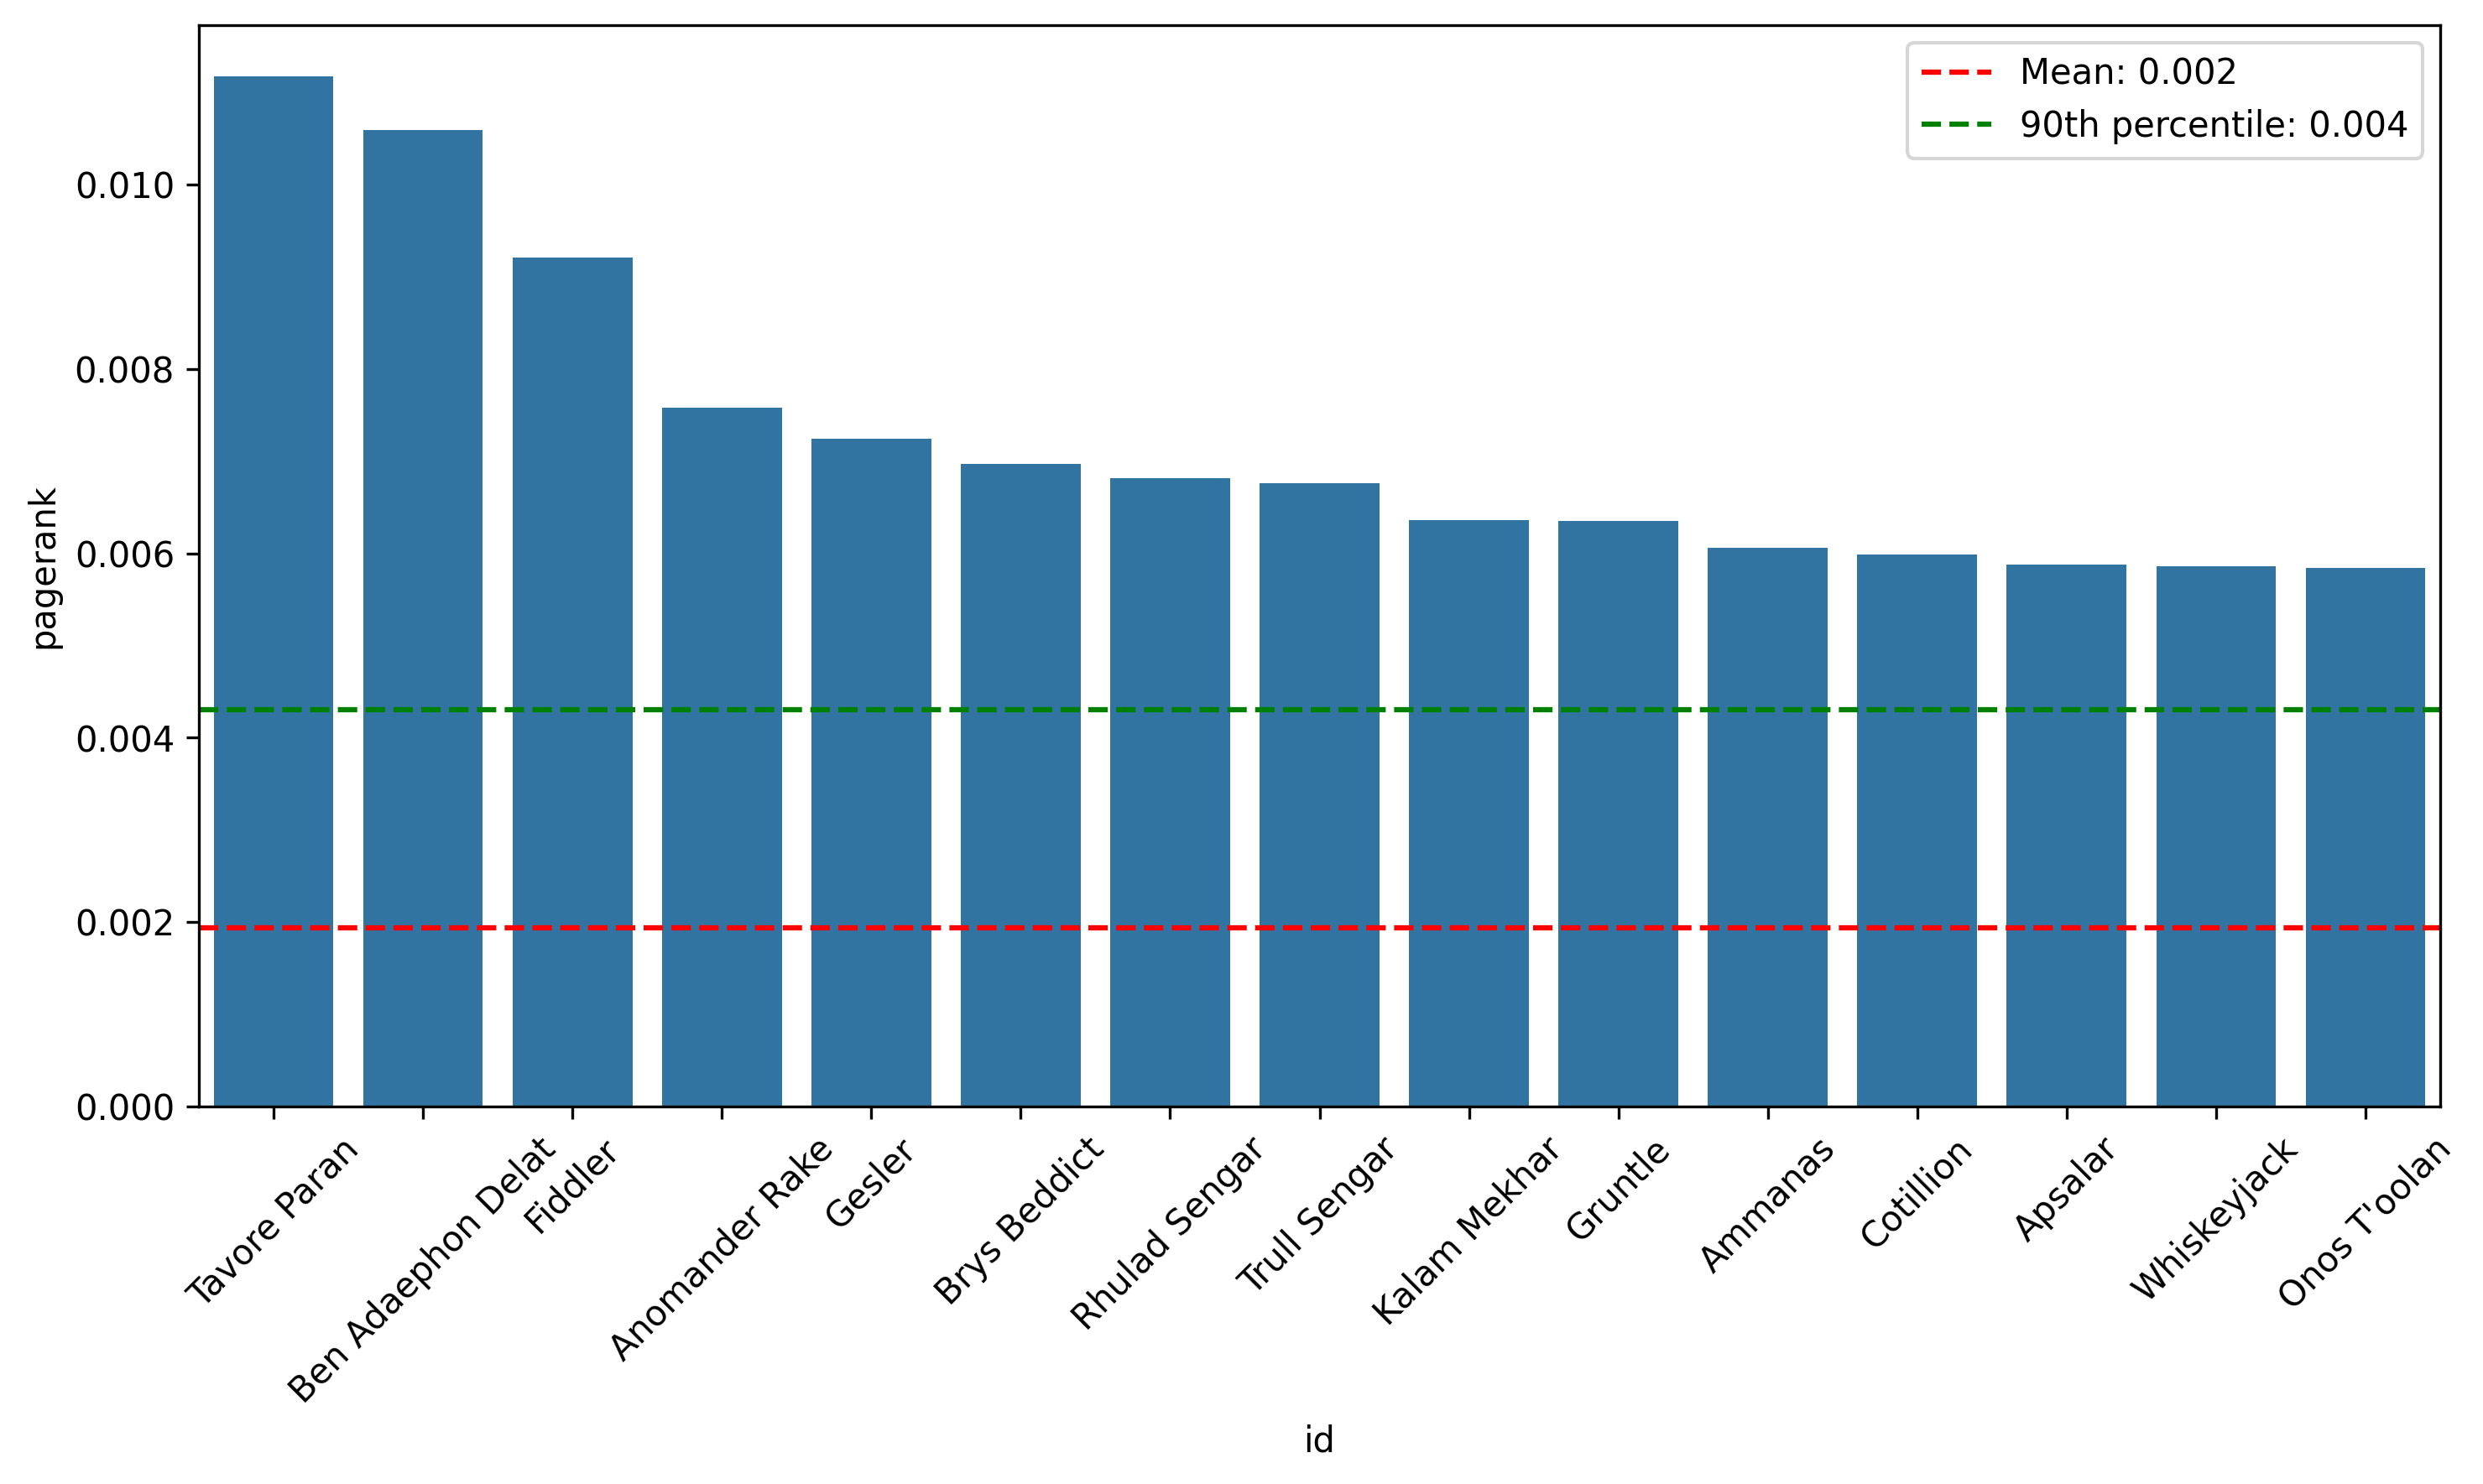 Mean: 0.002
90th percentile: 0.004
0.010
0.008
0.006
0.004
0.002
0.000
pagerank
Tavore Paran
Ben Adaephon Delat
Fiddler
Anomander Rake
Gesler
Brys Beddict
Rhulad Sengar
Trull Sengar
Kalam Mekhar
Gruntle
Ammanas
Cotillion
Apsalar
Whiskeyjack
Onos T'oolan
id